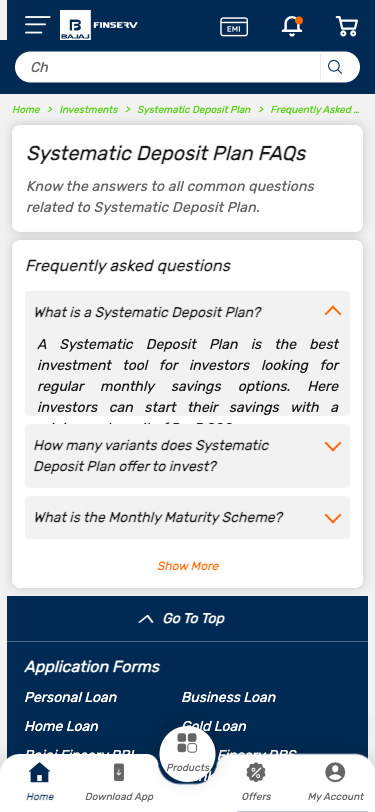 BAJAJ FINSERV
EMI
Ch
Home > Investments > Systematic Deposit Plan > Frequently Asked ...
Systematic Deposit Plan FAQs
Know the answers to all common questions
related to Systematic Deposit Plan.
Frequently asked questions
What is a Systematic Deposit Plan?
A Systematic Deposit Plan is the best
investment tool for investors looking for
regular monthly savings options. Here
investors can start their savings with a
How many variants does Systematic
Deposit Plan offer to invest?
What is the Monthly Maturity Scheme?
Show More
Go To Top
Application Forms
Personal Loan Business Loan
Home Loan Gold Loan
Bajaj Finserv
Products
Home Download App Offers My Account